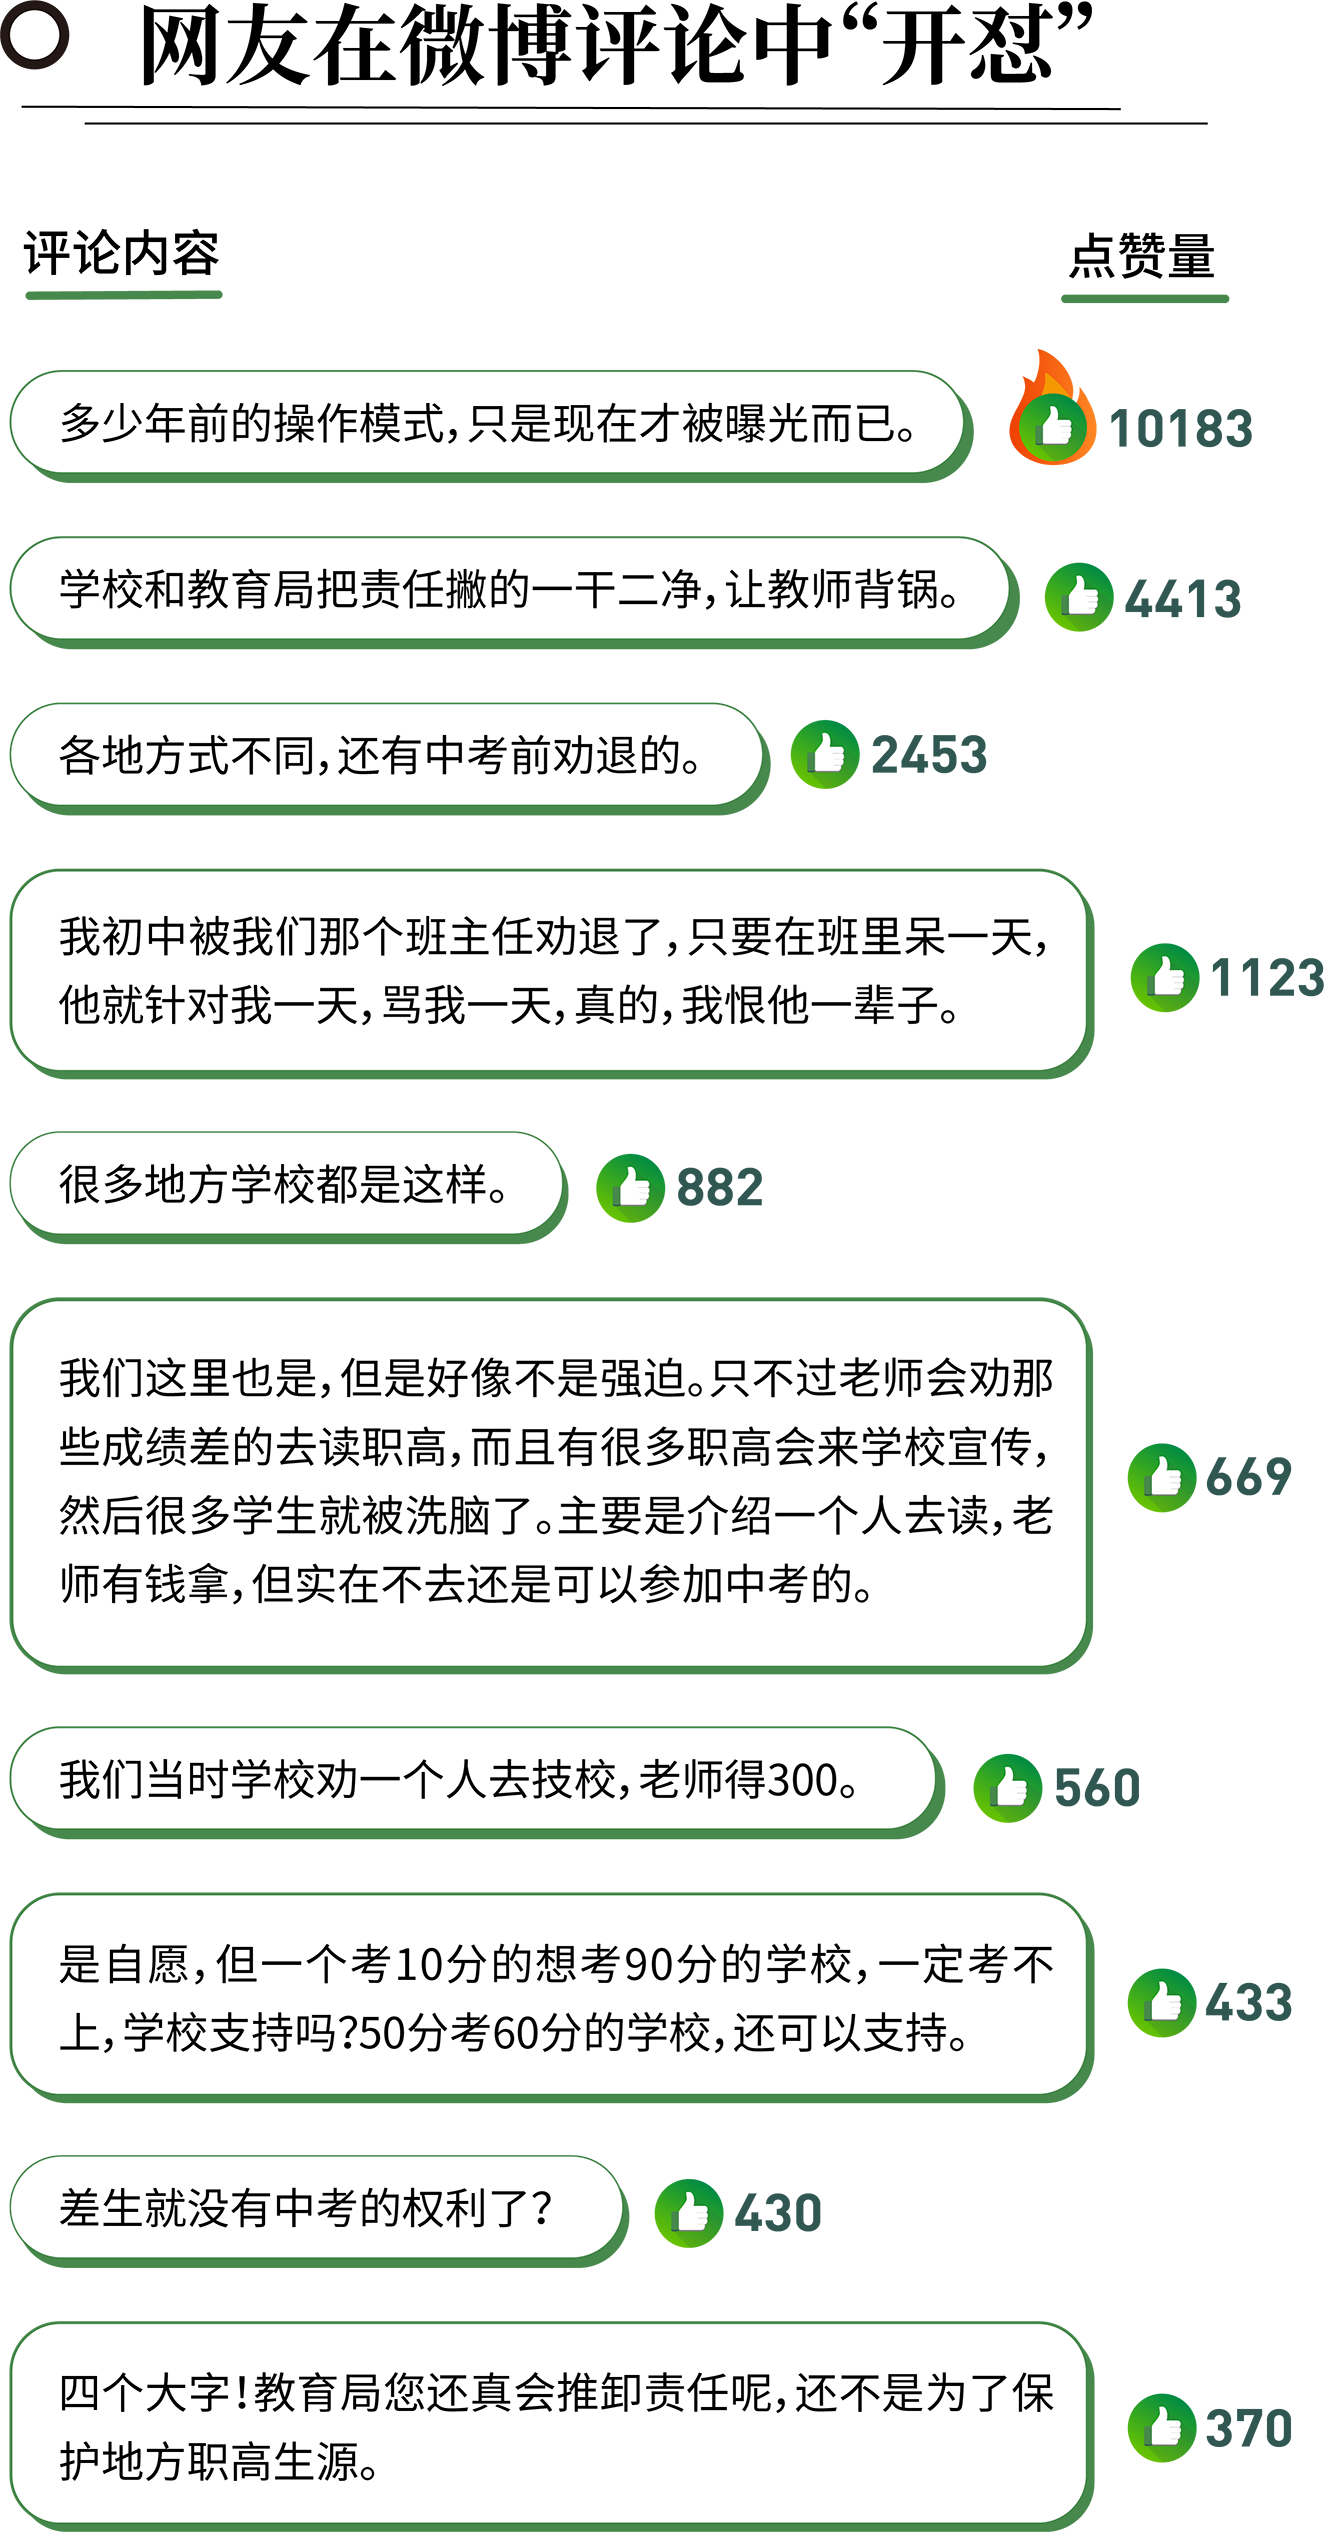 网友在微博评论中“开怼”
评论内容
点赞量
多少年前的操作模式，只是现在才被曝光而已。
10183
学校和教育局把责任撇的一干二净，让教师背锅。
4413
各地方式不同，还有中考前劝退的。
2453
我初中被我们那个班主任劝退了，只要在班里呆一天，
他就针对我一天，骂我一天，真的，我恨他一辈子。
1123
很多地方学校都是这样。
882
我们这里也是，但是好像不是强迫。只不过老师会劝那
些成绩差的去读职高，而且有很多职高会来学校宣传，
然后很多学生就被洗脑了。主要是介绍一个人去读，老
师有钱拿，但实在不去还是可以参加中考的。
669
我们当时学校劝一个人去技校，老师得300。
560
是自愿，但一个考10分的想考90分的学校，一定考不
上，学校支持吗？50分考60分的学校，还可以支持。
433
差生就没有中考的权利了？
430
四个大字！教育局您还真会推卸责任呢，还不是为了保
护地方职高生源。
370